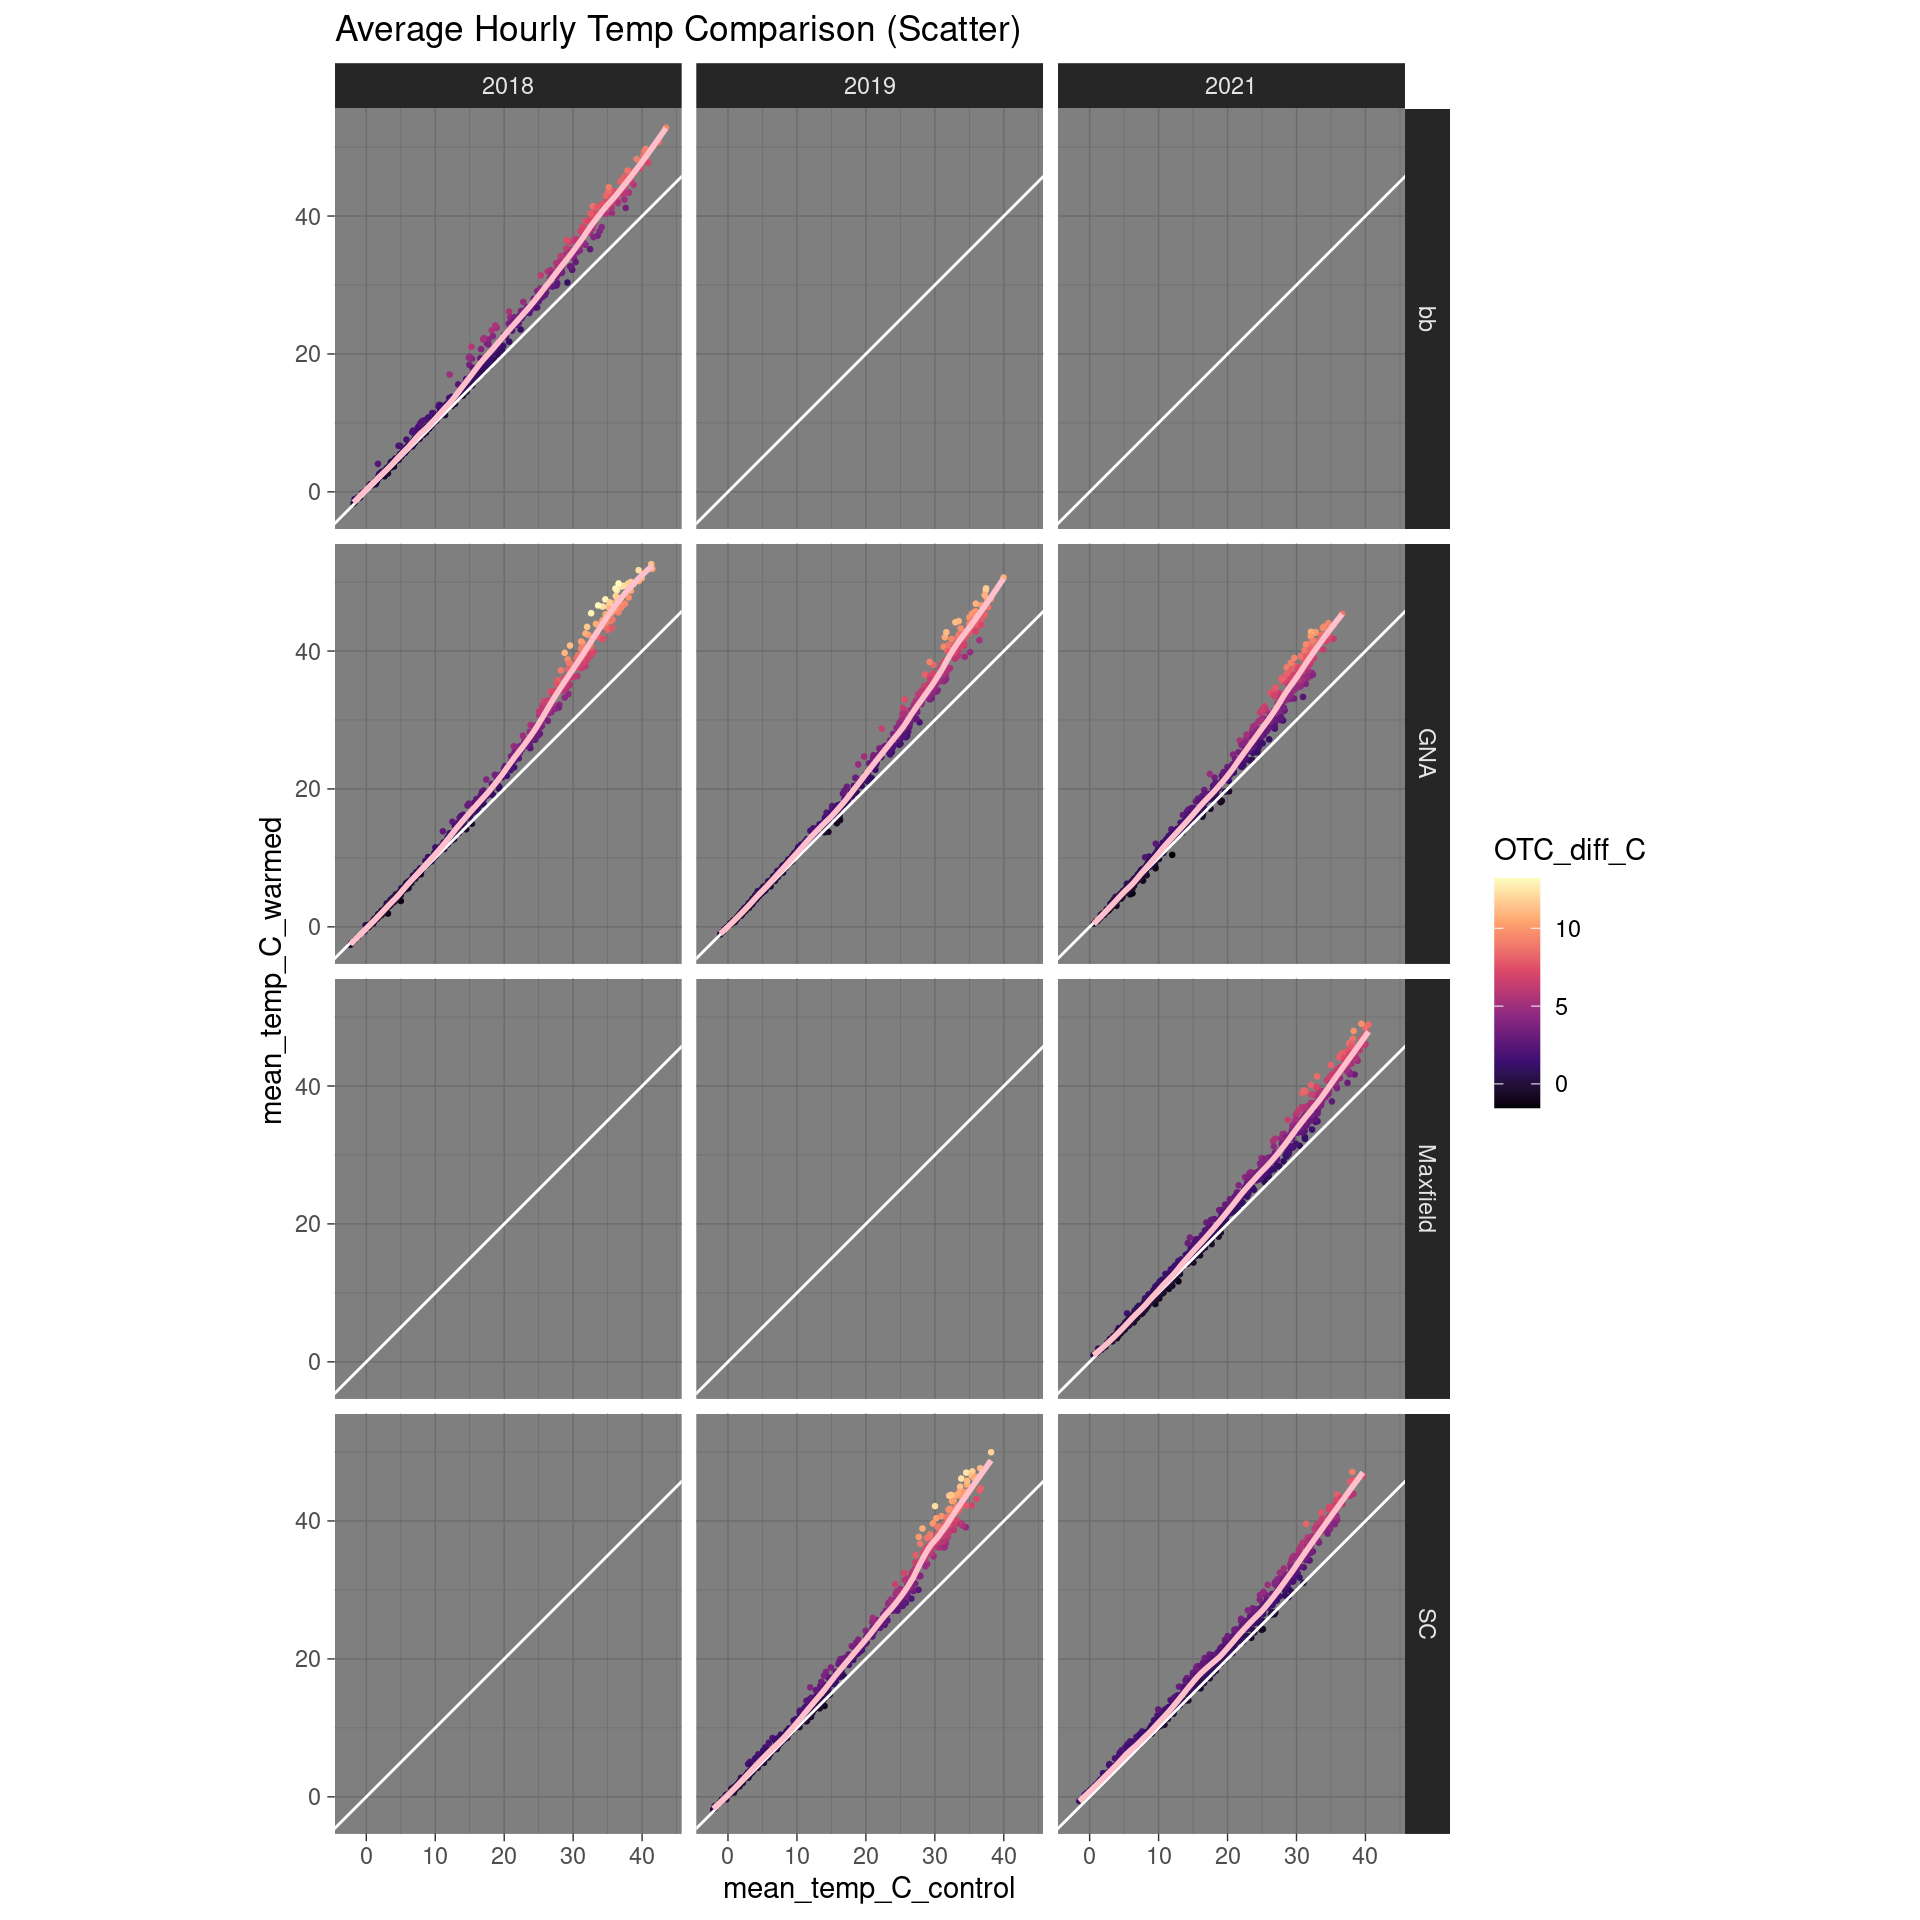 Average Hourly Temp Comparison (Scatter)
2018 2019 2021
bb
GNA
Maxfield
SC
40
20
0
40
20
0
40
20
0
40
20
0
mean_temp_C_warmed
0 10 20 30 40 0 10 20 30 40 0 10 20 30 40
mean_temp_C_control
OTC_diff_C
10
5
0